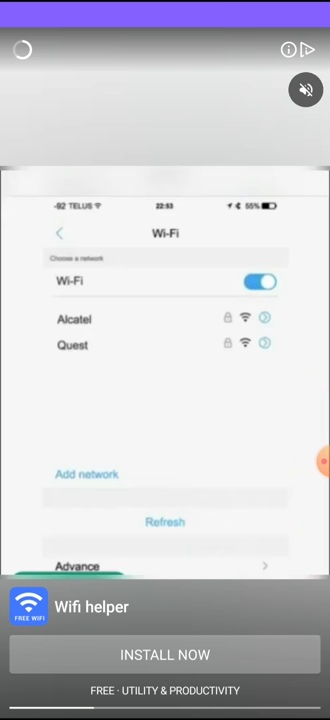 -92 TELUS 22:53 55%
Wi-Fi
Choose a network
Wi-Fi
Alcatel
Quest
Add network
Refresh
Advance
FREE WIFI
Wifi helper
INSTALL NOW
FREE · UTILITY & PRODUCTIVITY